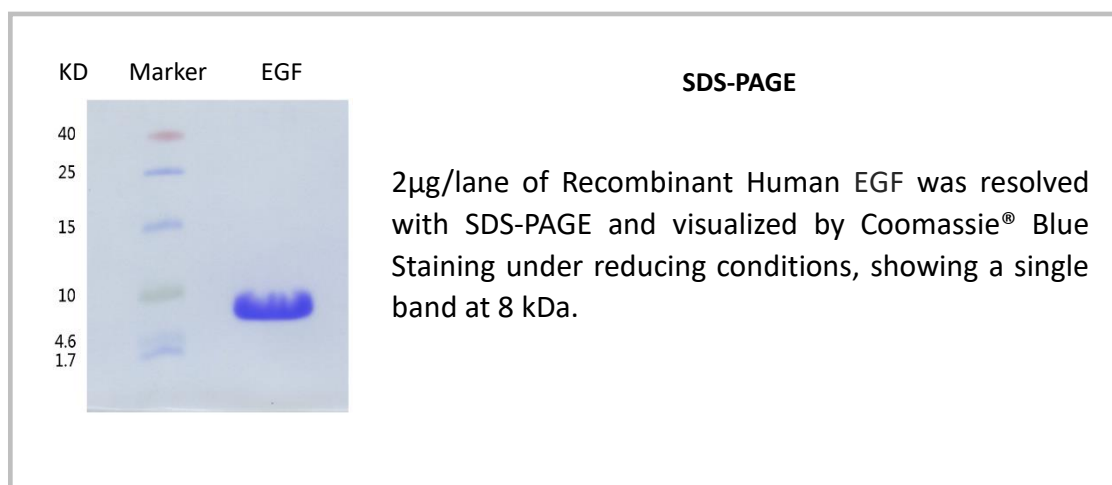 KD Marker EGF
40
25
15
10
4.6
1.7
SDS-PAGE
2µg/lane of Recombinant Human EGF was resolved
with SDS-PAGE and visualized by Coomassie® Blue
Staining under reducing conditions, showing a single
band at 8 kDa.